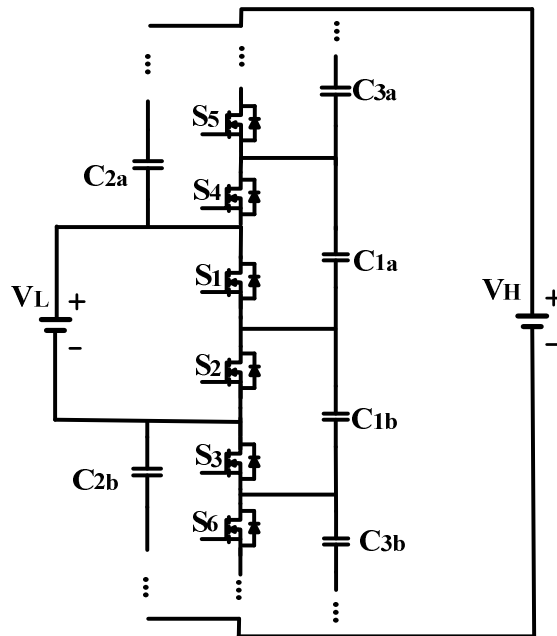 C3a
S5
C2a
S4
S1
C1a
VL
+
-
VH
+
-
S2
C1b
C2b
S3
S6
C3b